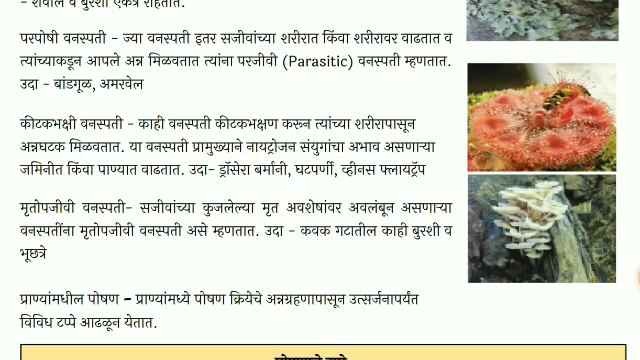 - शैवाल व बुरशी एकत्र राहतात.
परपोषी वनस्पती - ज्या वनस्पती इतर सजीवांच्या शरीरात किंवा शरीरावर वाढतात व
त्यांच्याकडून आपले अन्न मिळवतात त्यांना परजीवी (Parasitic) वनस्पती म्हणतात.
उदा - बांडगूळ, अमरवेल
कीटकभक्षी वनस्पती - काही वनस्पती कीटकभक्षण करून त्यांच्या शरीरापासून
अन्नघटक मिळवतात. या वनस्पती प्रामुख्याने नायट्रोजन संयुगांचा अभाव असणाऱ्या
जमिनीत किंवा पाण्यात वाढतात. उदा- ड्रॉसेरा बर्मानी, घटपर्णी, व्हीनस फ्लायट्रॅप
मृतोपजीवी वनस्पती- सजीवांच्या कुजलेल्या मृत अवशेषांवर अवलंबून असणाऱ्या
वनस्पतींना मृतोपजीवी वनस्पती असे म्हणतात. उदा - कवक गटातील काही बुरशी व
भूछत्रे
प्राण्यांमधील पोषण - प्राण्यांमध्ये पोषण क्रियेचे अन्नग्रहणापासून उत्सर्जनापर्यंत
विविध टप्पे आढळून येतात.